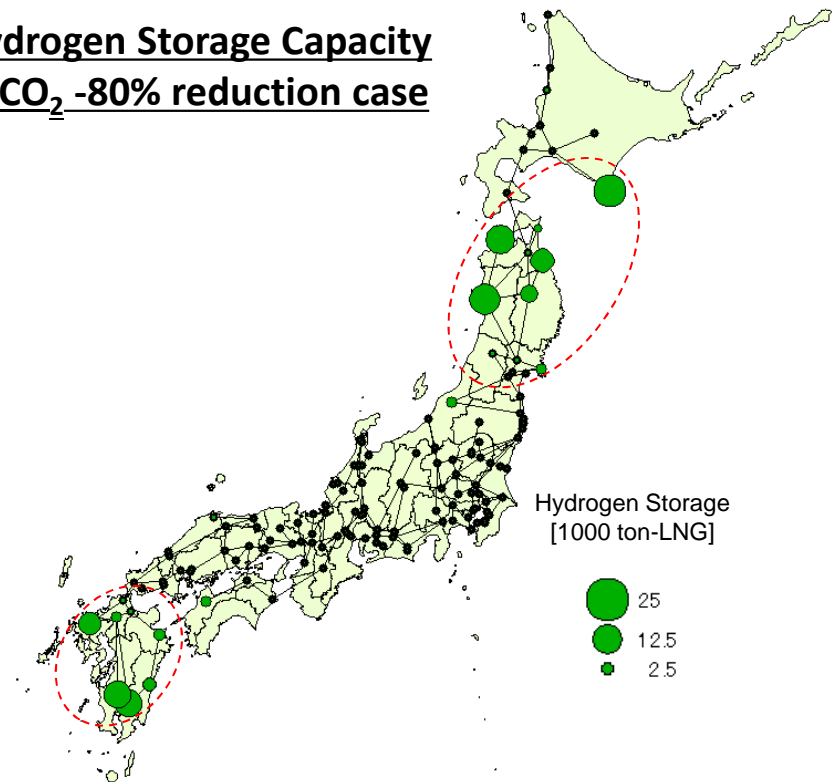 ydrogen Storage Capacity
CO₂ -80% reduction case
Hydrogen Storage
[1000 ton-LNG]
25
12.5
2.5